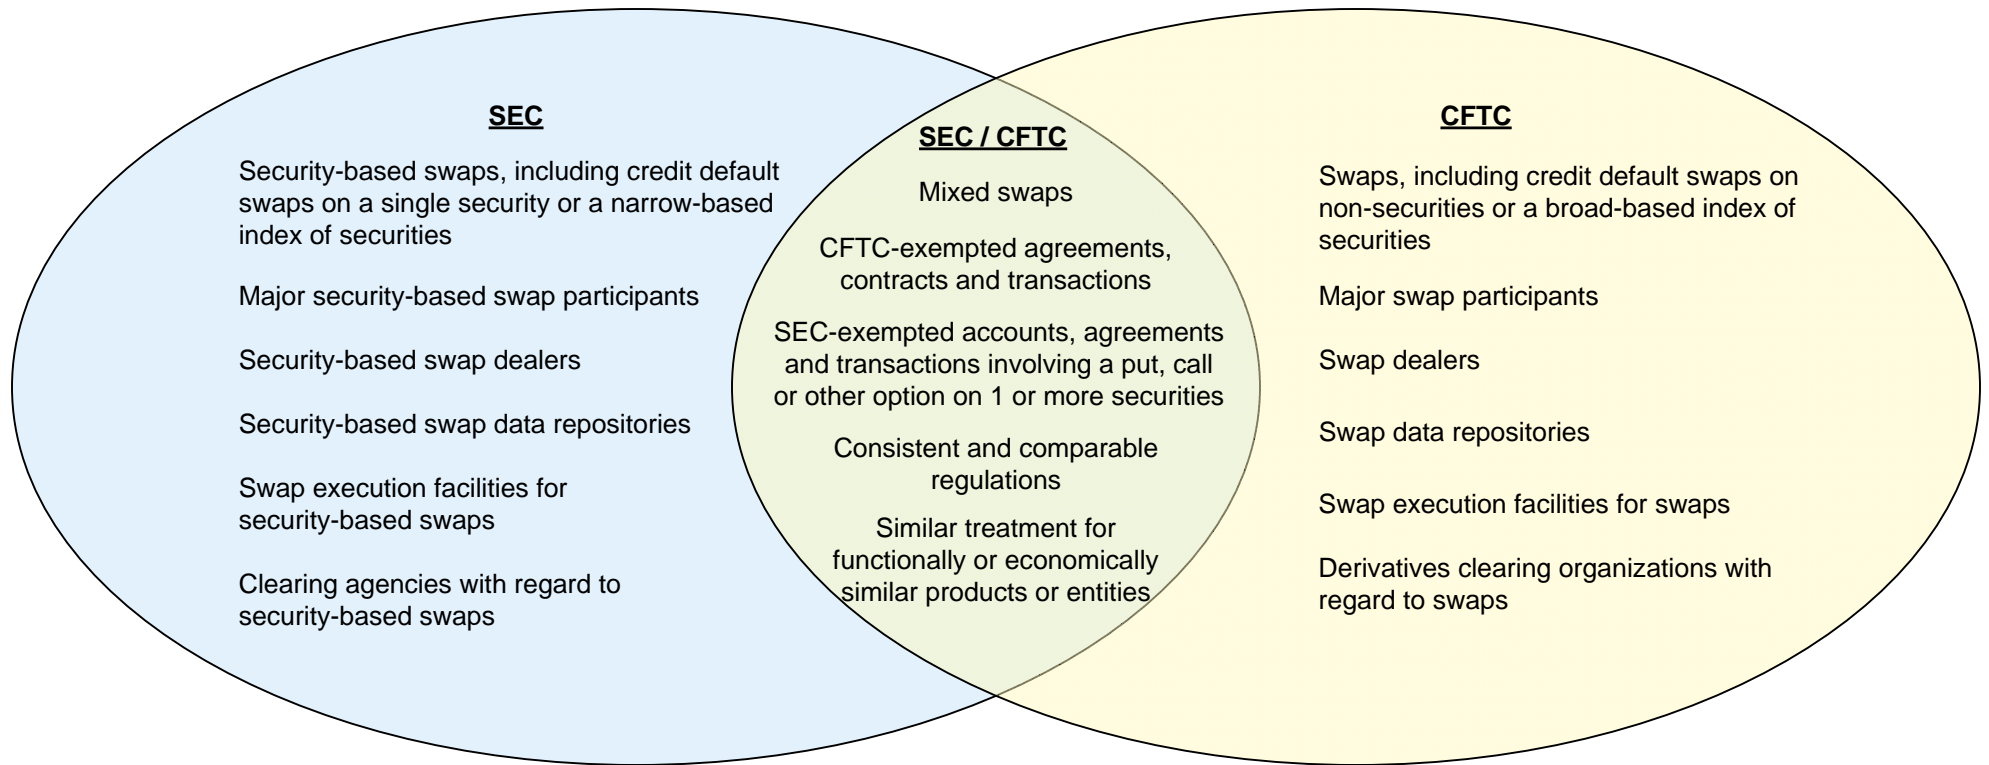 SEC
Security-based swaps, including credit default
swaps on a single security or a narrow-based
index of securities
Major security-based swap participants
Security-based swap dealers
Security-based swap data repositories
Swap execution facilities for
security-based swaps
Clearing agencies with regard to
security-based swaps
SEC / CFTC
Mixed swaps
CFTC-exempted agreements,
contracts and transactions
SEC-exempted accounts, agreements
and transactions involving a put, call
or other option on 1 or more securities
Consistent and comparable
regulations
Similar treatment for
functionally or economically
similar products or entities
CFTC
Swaps, including credit default swaps on
non-securities or a broad-based index of
securities
Major swap participants
Swap dealers
Swap data repositories
Swap execution facilities for swaps
Derivatives clearing organizations with
regard to swaps